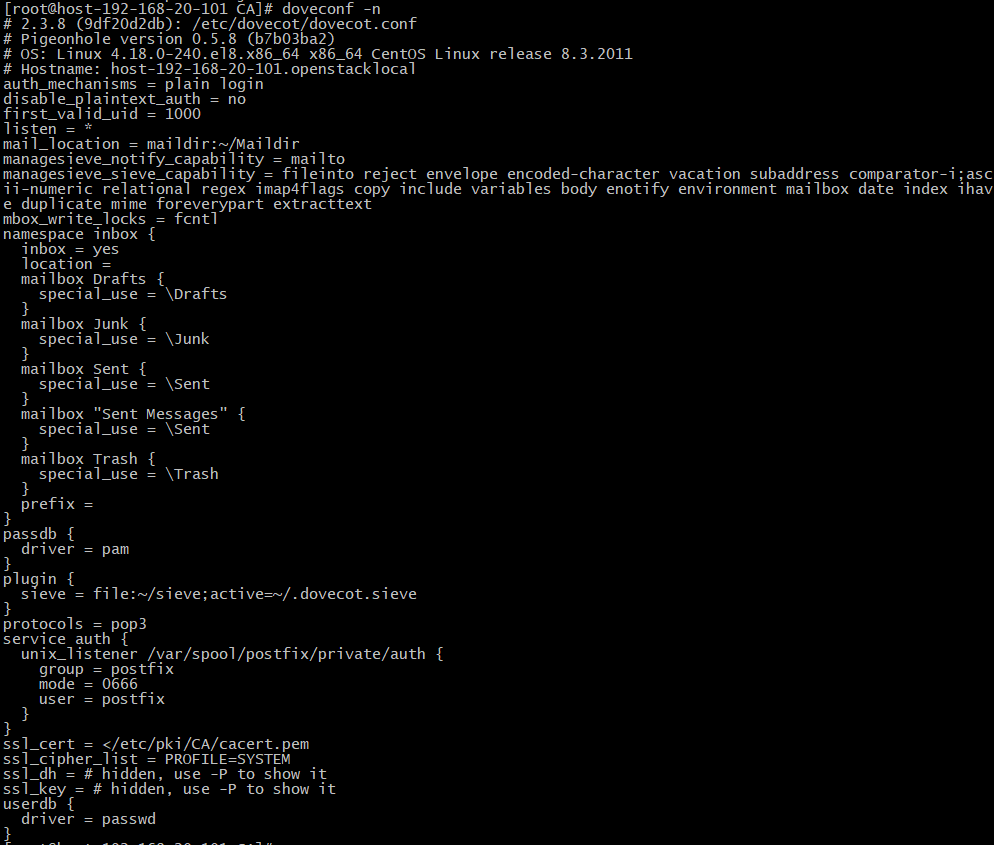 [root@host-192-168-20-101 CA]# doveconf -n
# 2.3.8 (9df20d2db): /etc/dovecot/dovecot.conf
# Pigeonhole version 0.5.8 (b7b03ba2)
# OS: Linux 4.18.0-240.el8.x86_64 x86_64 CentOS Linux release 8.3.2011
# Hostname: host-192-168-20-101.openstacklocal
auth_mechanisms = plain login
disable_plaintext_auth = no
first_valid_uid = 1000
listen = *
mail_location = maildir:~/Maildir
managesieve_notify_capability = mailto
managesieve_sieve_capability = fileinto reject envelope encoded-character vacation subaddress comparator-i;asc
ii-numeric relational regex imap4flags copy include variables body enotify environment mailbox date index ihav
e duplicate mime foreverypart extracttext
mbox_write_locks = fcntl
namespace inbox {
  inbox = yes
  location =
  mailbox Drafts {
    special_use = \Drafts
  }
  mailbox Junk {
    special_use = \Junk
  }
  mailbox Sent {
    special_use = \Sent
  }
  mailbox "Sent Messages" {
    special_use = \Sent
  }
  mailbox Trash {
    special_use = \Trash
  }
  prefix =
}
passdb {
  driver = pam
}
plugin {
  sieve = file:~/sieve;active=~/.dovecot.sieve
}
protocols = pop3
service auth {
  unix_listener /var/spool/postfix/private/auth {
    group = postfix
    mode = 0666
    user = postfix
  }
}
ssl_cert = </etc/pki/CA/cacert.pem
ssl_cipher_list = PROFILE=SYSTEM
ssl_dh = # hidden, use -P to show it
ssl_key = # hidden, use -P to show it
userdb {
  driver = passwd
}